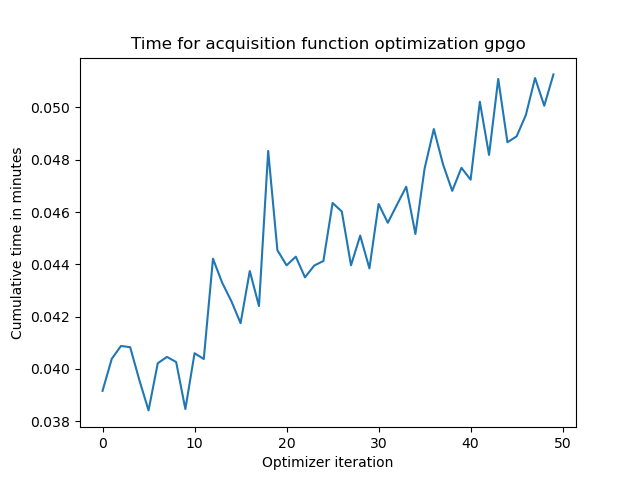 Time for acquisition function optimization gpgo
Cumulative time in minutes
0.050
0.048
0.046
0.044
0.042
0.040
0.038
0 10 20 30 40 50
Optimizer iteration